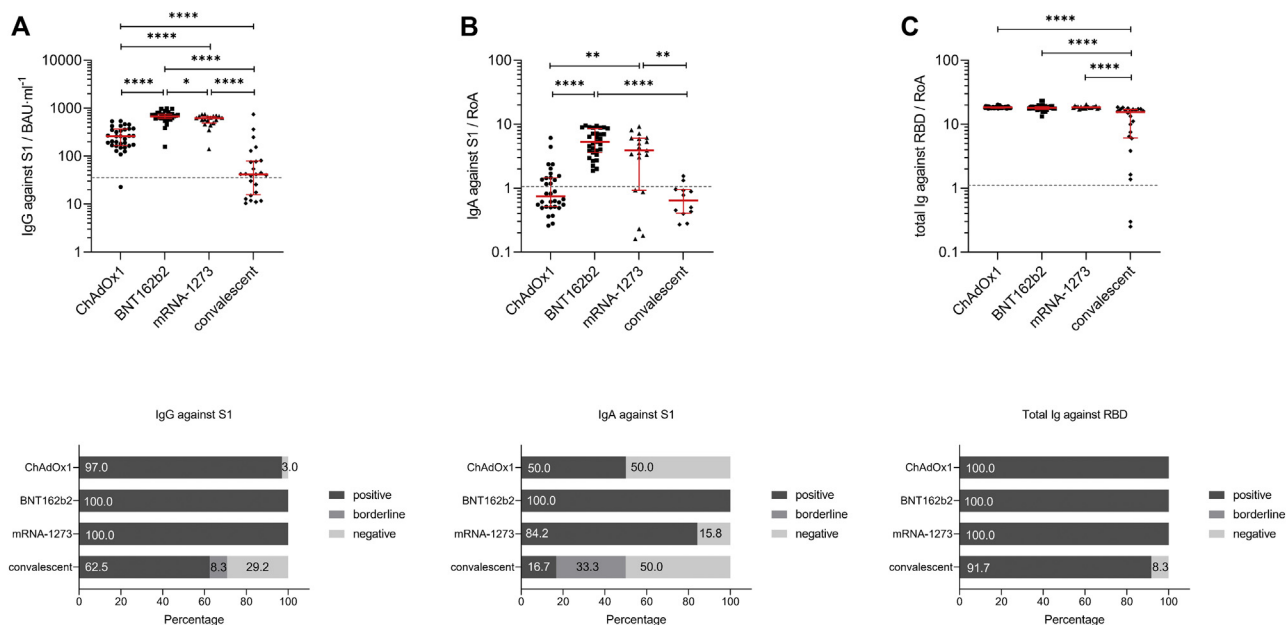 A
****
****
****
**** * ****
10000
1000
100
10
1
IgG against S1 / BAU·ml⁻¹
ChAdOx1
BNT162b2
mRNA-1273
convalescent
B
** **
**** ****
100
10
1
0.1
IgA against S1 / RoA
ChAdOx1
BNT162b2
mRNA-1273
convalescent
C
****
****
****
100
10
1
0.1
total Ig against RBD / RoA
ChAdOx1
BNT162b2
mRNA-1273
convalescent
IgG against S1
ChAdOx1 97.0 3.0
BNT162b2 100.0
mRNA-1273 100.0
convalescent 62.5 8.3 29.2
0 20 40 60 80 100
Percentage
positive
borderline
negative
IgA against S1
ChAdOx1 50.0 50.0
BNT162b2 100.0
mRNA-1273 84.2 15.8
convalescent 16.7 33.3 50.0
0 20 40 60 80 100
Percentage
positive
borderline
negative
Total Ig against RBD
ChAdOx1 100.0
BNT162b2 100.0
mRNA-1273 100.0
convalescent 91.7 8.3
0 20 40 60 80 100
Percentage
positive
borderline
negative